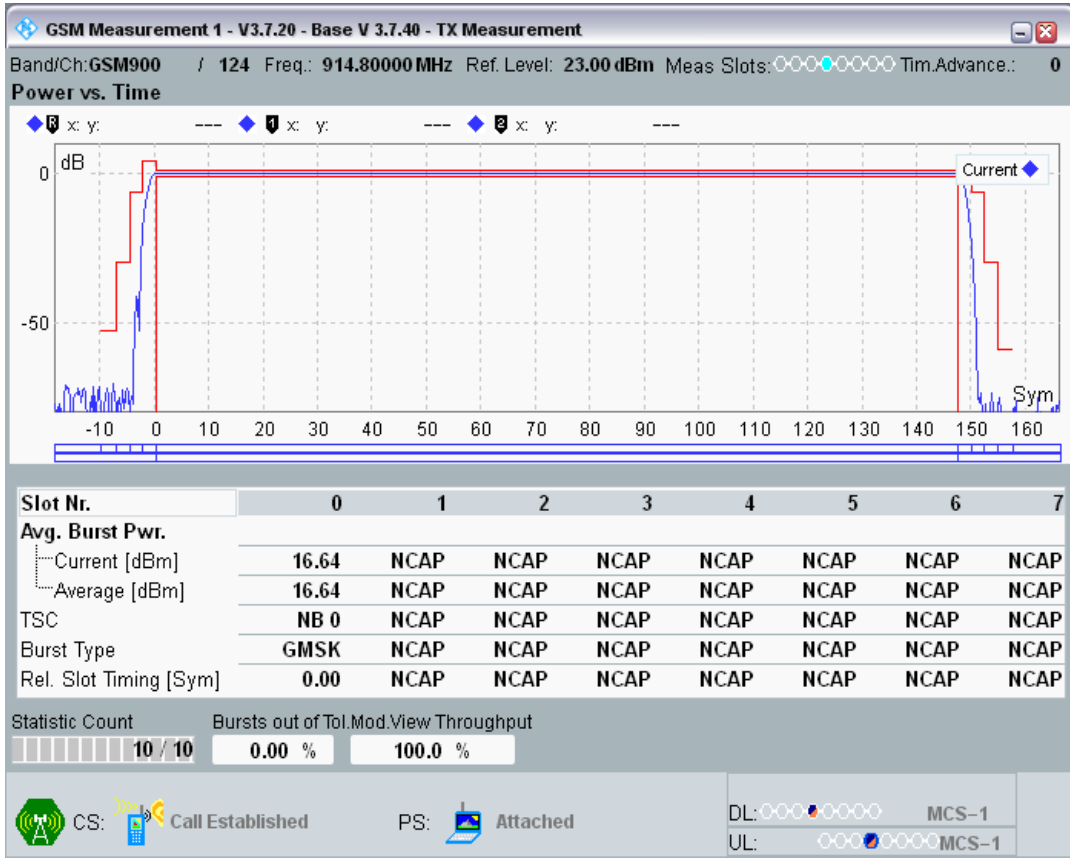 GSM Measurement 1 - V3.7.20 - Base V 3.7.40 - TX Measurement
Band/Ch:GSM900 / 124 Freq.: 914.80000 MHz Ref. Level: 23.00 dBm Meas Slots: Tim.Advance.: 0
Power vs. Time
R x: y: --- 1 x: y: --- 2 x: y: ---
dB
Current
0
-50
Sym
-10 0 10 20 30 40 50 60 70 80 90 100 110 120 130 140 150 160
Slot Nr. 0 1 2 3 4 5 6 7
Avg. Burst Pwr.
Current [dBm] 16.64 NCAP NCAP NCAP NCAP NCAP NCAP NCAP
Average [dBm] 16.64 NCAP NCAP NCAP NCAP NCAP NCAP NCAP
TSC NB 0 NCAP NCAP NCAP NCAP NCAP NCAP NCAP
Burst Type GMSK NCAP NCAP NCAP NCAP NCAP NCAP NCAP
Rel. Slot Timing [Sym] 0.00 NCAP NCAP NCAP NCAP NCAP NCAP NCAP
Statistic Count Bursts out of Tol.Mod.View Throughput
10 / 10 0.00 % 100.0 %
CS: Call Established PS: Attached
DL: MCS-1
UL: MCS-1